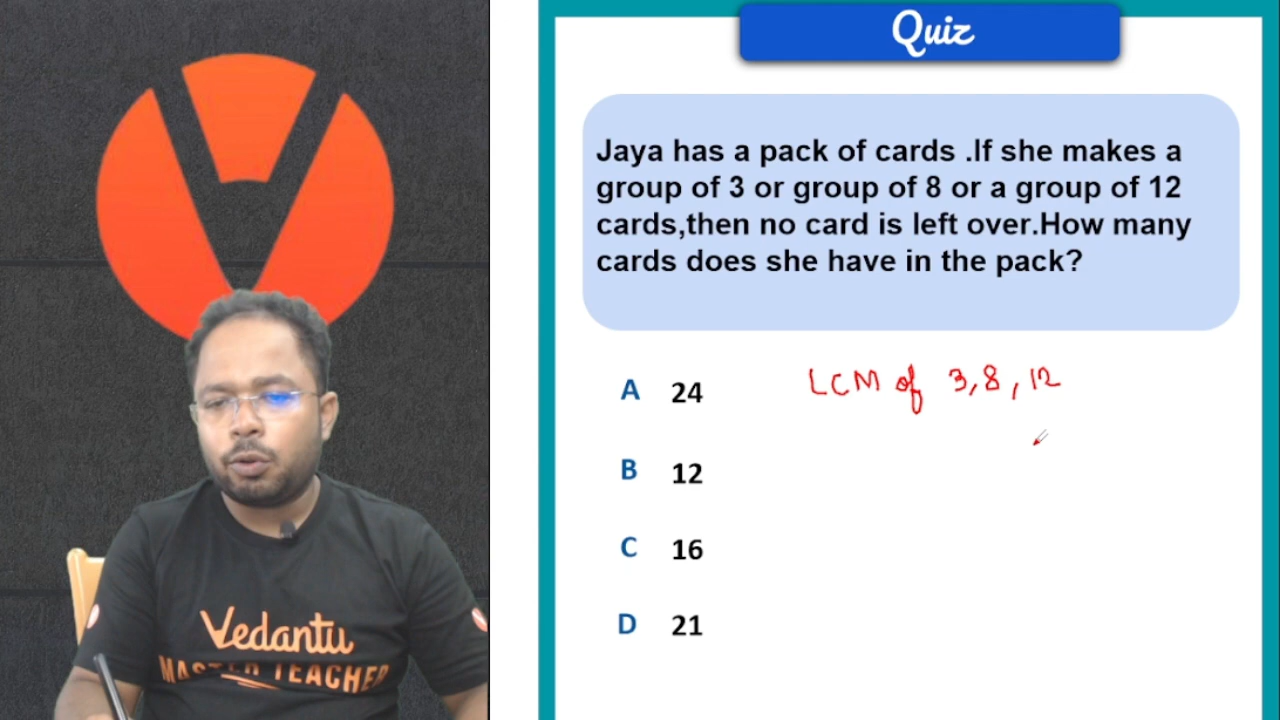 Quiz
Jaya has a pack of cards .If she makes a
group of 3 or group of 8 or a group of 12
cards,then no card is left over.How many
cards does she have in the pack?
A 24
LCM of 3,8,12
B 12
C 16
D 21
Vedantu
MASTER TEACHER